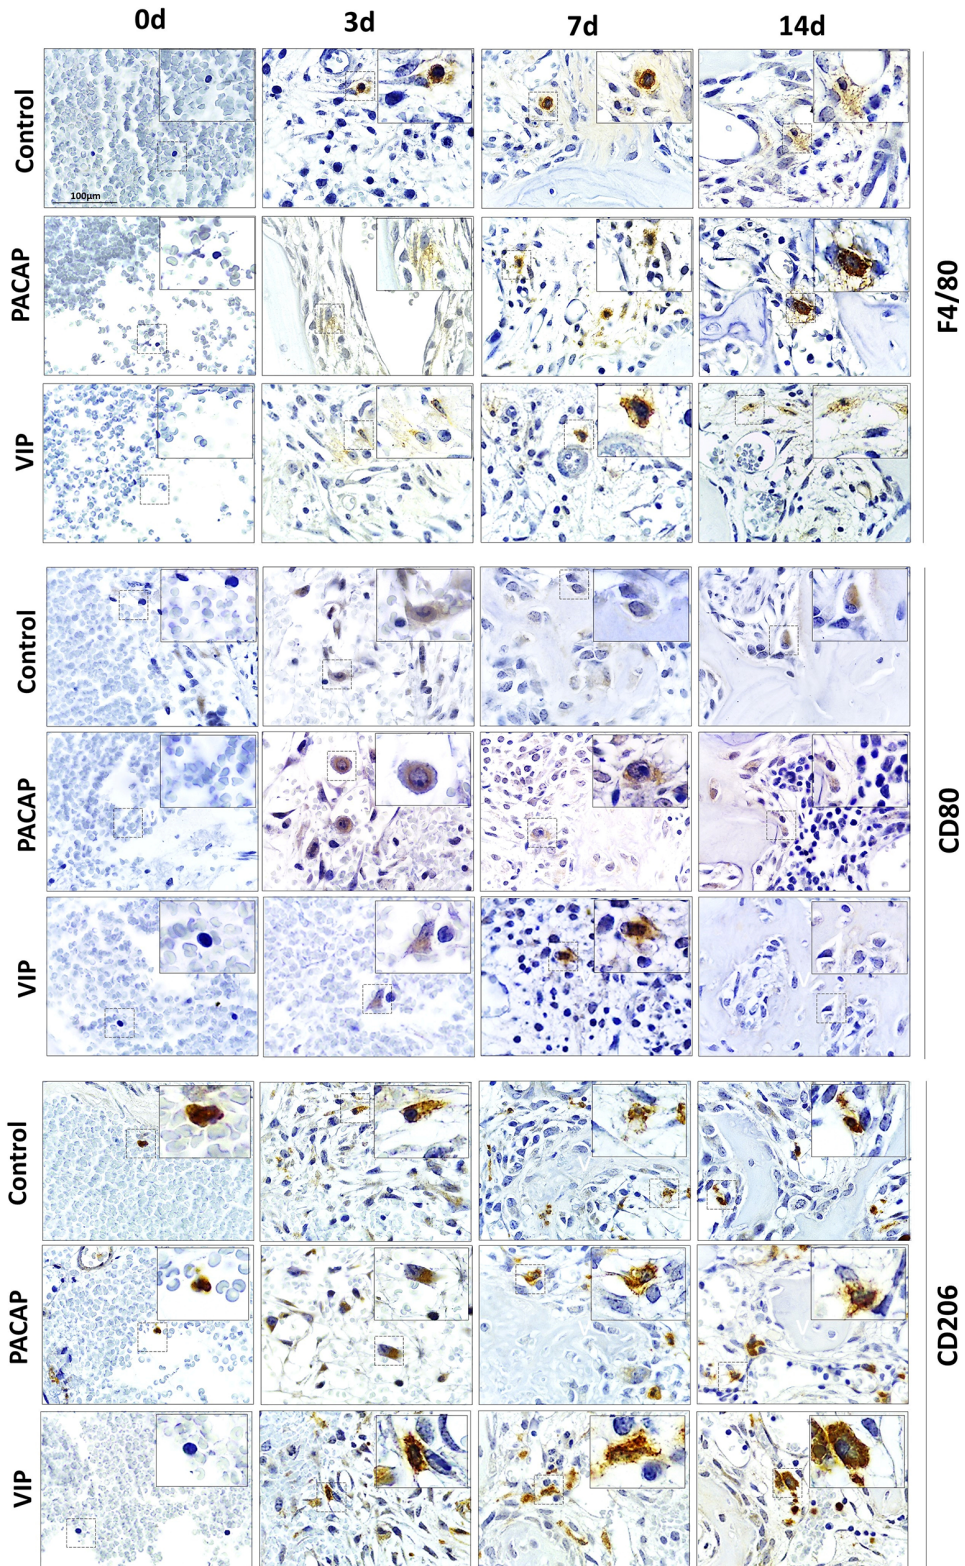 0d 3d 7d 14d
Control
100µm
PACAP
VIP
F4/80
Control
PACAP
VIP
CD80
Control
PACAP
VIP
CD206